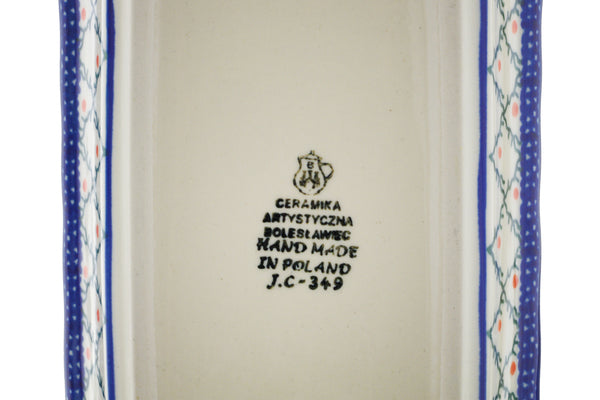 B
CERAMIKA
ARTYSTYCZNA
BOLESŁAWIEC
HAND MADE
IN POLAND
J.C-349